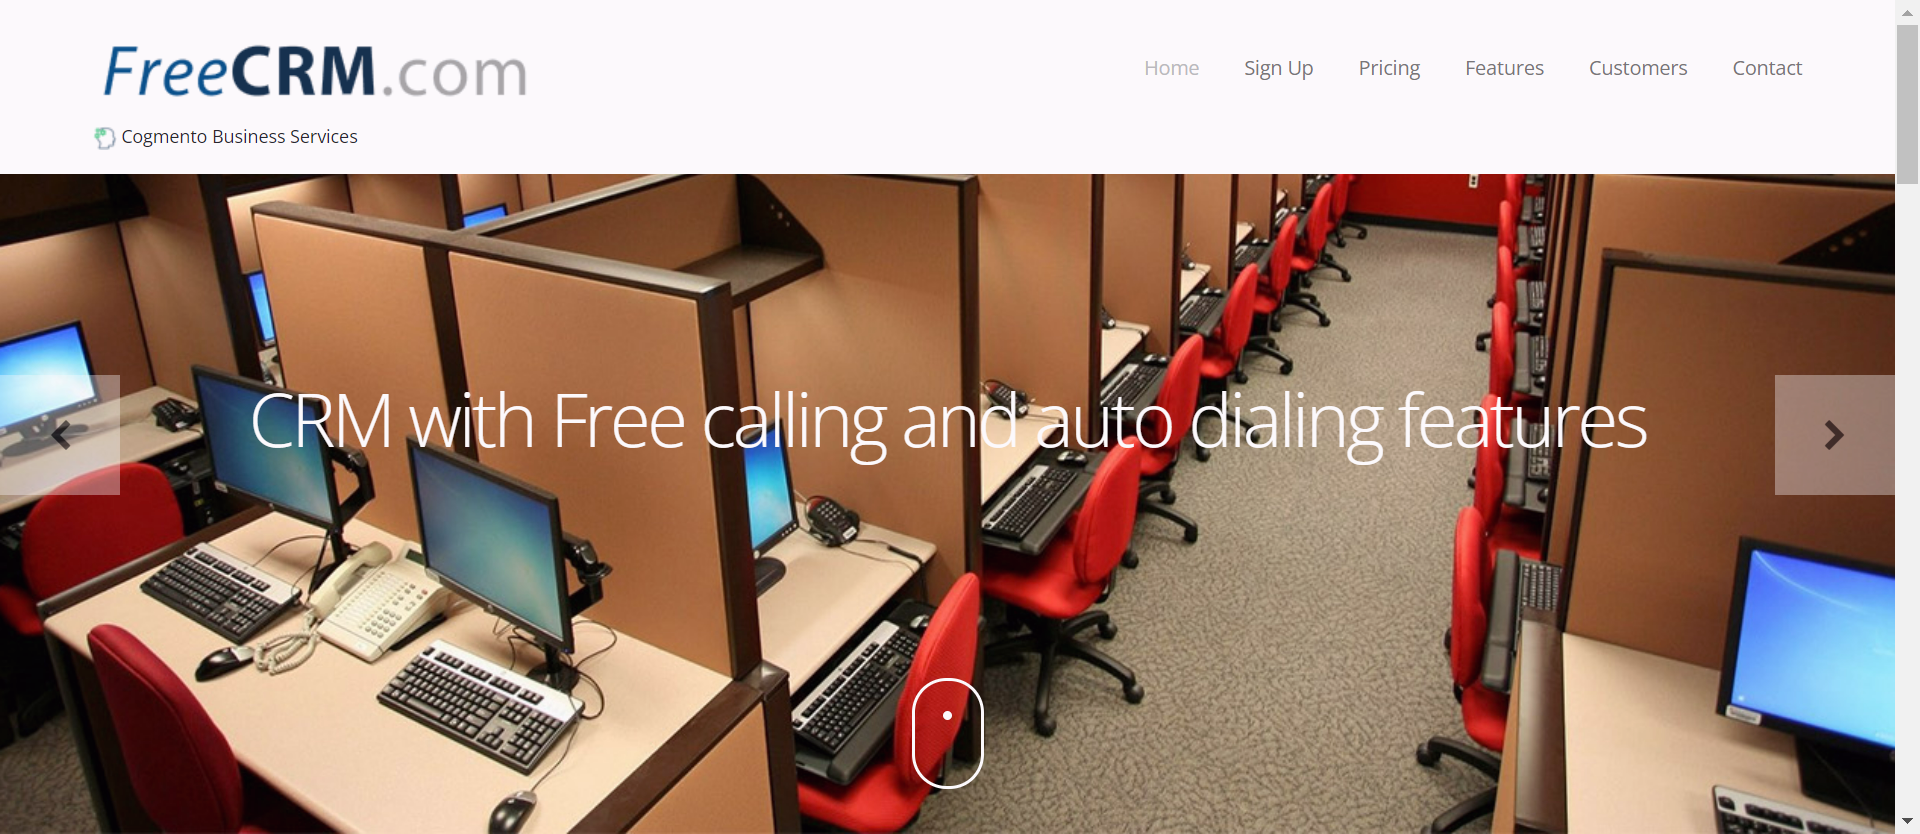 FreeCRM.com
Home Sign Up Pricing Features Customers Contact
Cogmento Business Services
CRM with Free calling and auto dialing features